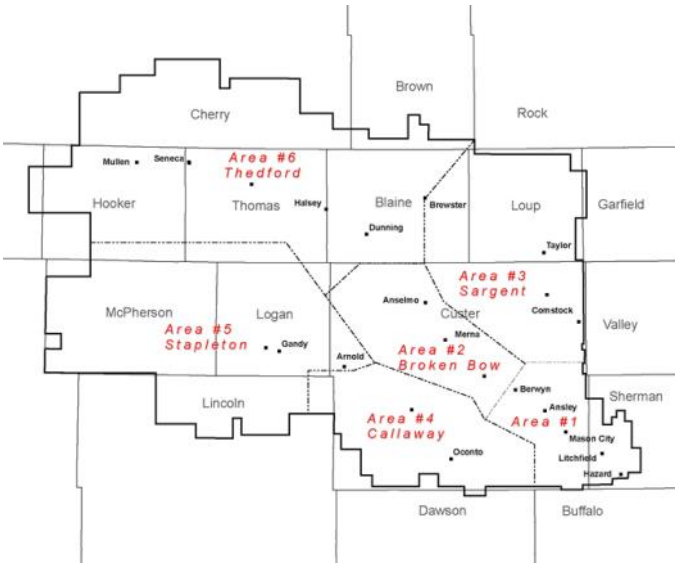 Brown
Cherry
Rock
Area #6
Thedford
Mullen
Seneca
Hooker
Thomas
Halsey
Blaine
Brewster
Dunning
Loup
Garfield
Taylor
Area #3
Sargent
McPherson
Logan
Anselmo
Custer
Comstock
Valley
Area #5
Stapleton
Gandy
Merna
Area #2
Broken Bow
Arnold
Lincoln
Berwyn
Sherman
Area #4
Callaway
Ansley
Area #1
Mason City
Litchfield
Oconto
Hazard
Dawson
Buffalo